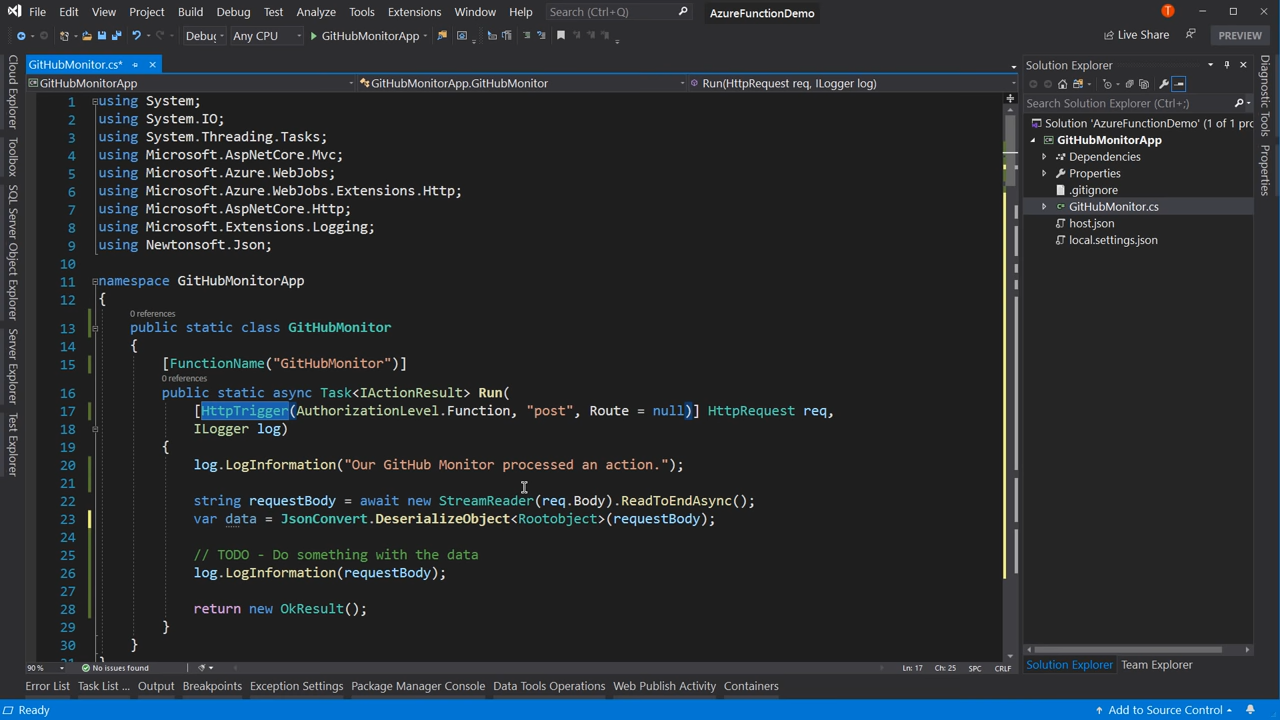 File Edit View Project Build Debug Test Analyze Tools Extensions Window Help Search (Ctrl+Q) AzureFunctionDemo T
Debug Any CPU GitHubMonitorApp Live Share PREVIEW
Cloud Explorer
Toolbox
SQL Server Object Explorer
Server Explorer
Test Explorer
GitHubMonitor.cs*
GitHubMonitorApp GitHubMonitorApp.GitHubMonitor Run(HttpRequest req, ILogger log)
1 using System;
2 using System.IO;
3 using System.Threading.Tasks;
4 using Microsoft.AspNetCore.Mvc;
5 using Microsoft.Azure.WebJobs;
6 using Microsoft.Azure.WebJobs.Extensions.Http;
7 using Microsoft.AspNetCore.Http;
8 using Microsoft.Extensions.Logging;
9 using Newtonsoft.Json;
10
11 namespace GitHubMonitorApp
12 {
0 references
13 public static class GitHubMonitor
14 {
15 [FunctionName("GitHubMonitor")]
0 references
16 public static async Task<IActionResult> Run(
17 [HttpTrigger(AuthorizationLevel.Function, "post", Route = null)] HttpRequest req,
18 ILogger log)
19 {
20 log.LogInformation("Our GitHub Monitor processed an action.");
21
22 string requestBody = await new StreamReader(req.Body).ReadToEndAsync();
23 var data = JsonConvert.DeserializeObject<Rootobject>(requestBody);
24
25 // TODO - Do something with the data
26 log.LogInformation(requestBody);
27
28 return new OkResult();
29 }
30 }
31 }
90% No issues found Ln: 17 Ch: 25 SPC CRLF
Solution Explorer
Search Solution Explorer (Ctrl+;)
Solution 'AzureFunctionDemo' (1 of 1 pro
GitHubMonitorApp
Dependencies
Properties
.gitignore
GitHubMonitor.cs
host.json
local.settings.json
Solution Explorer Team Explorer
Diagnostic Tools
Properties
Error List Task List ... Output Breakpoints Exception Settings Package Manager Console Data Tools Operations Web Publish Activity Containers
Ready Add to Source Control